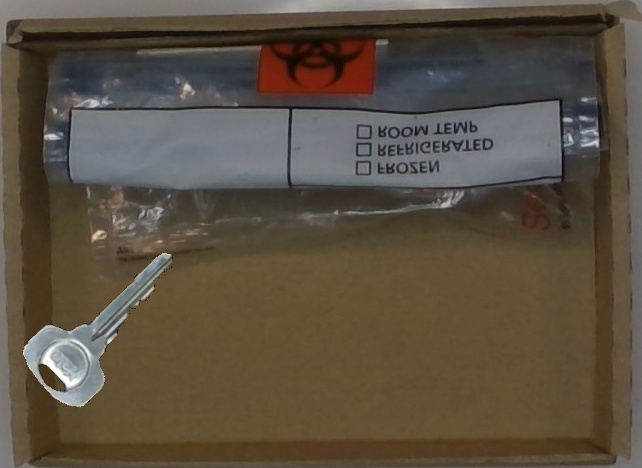 ☐ ROOM TEMP
☐ REFRIGERATED
☐ FROZEN